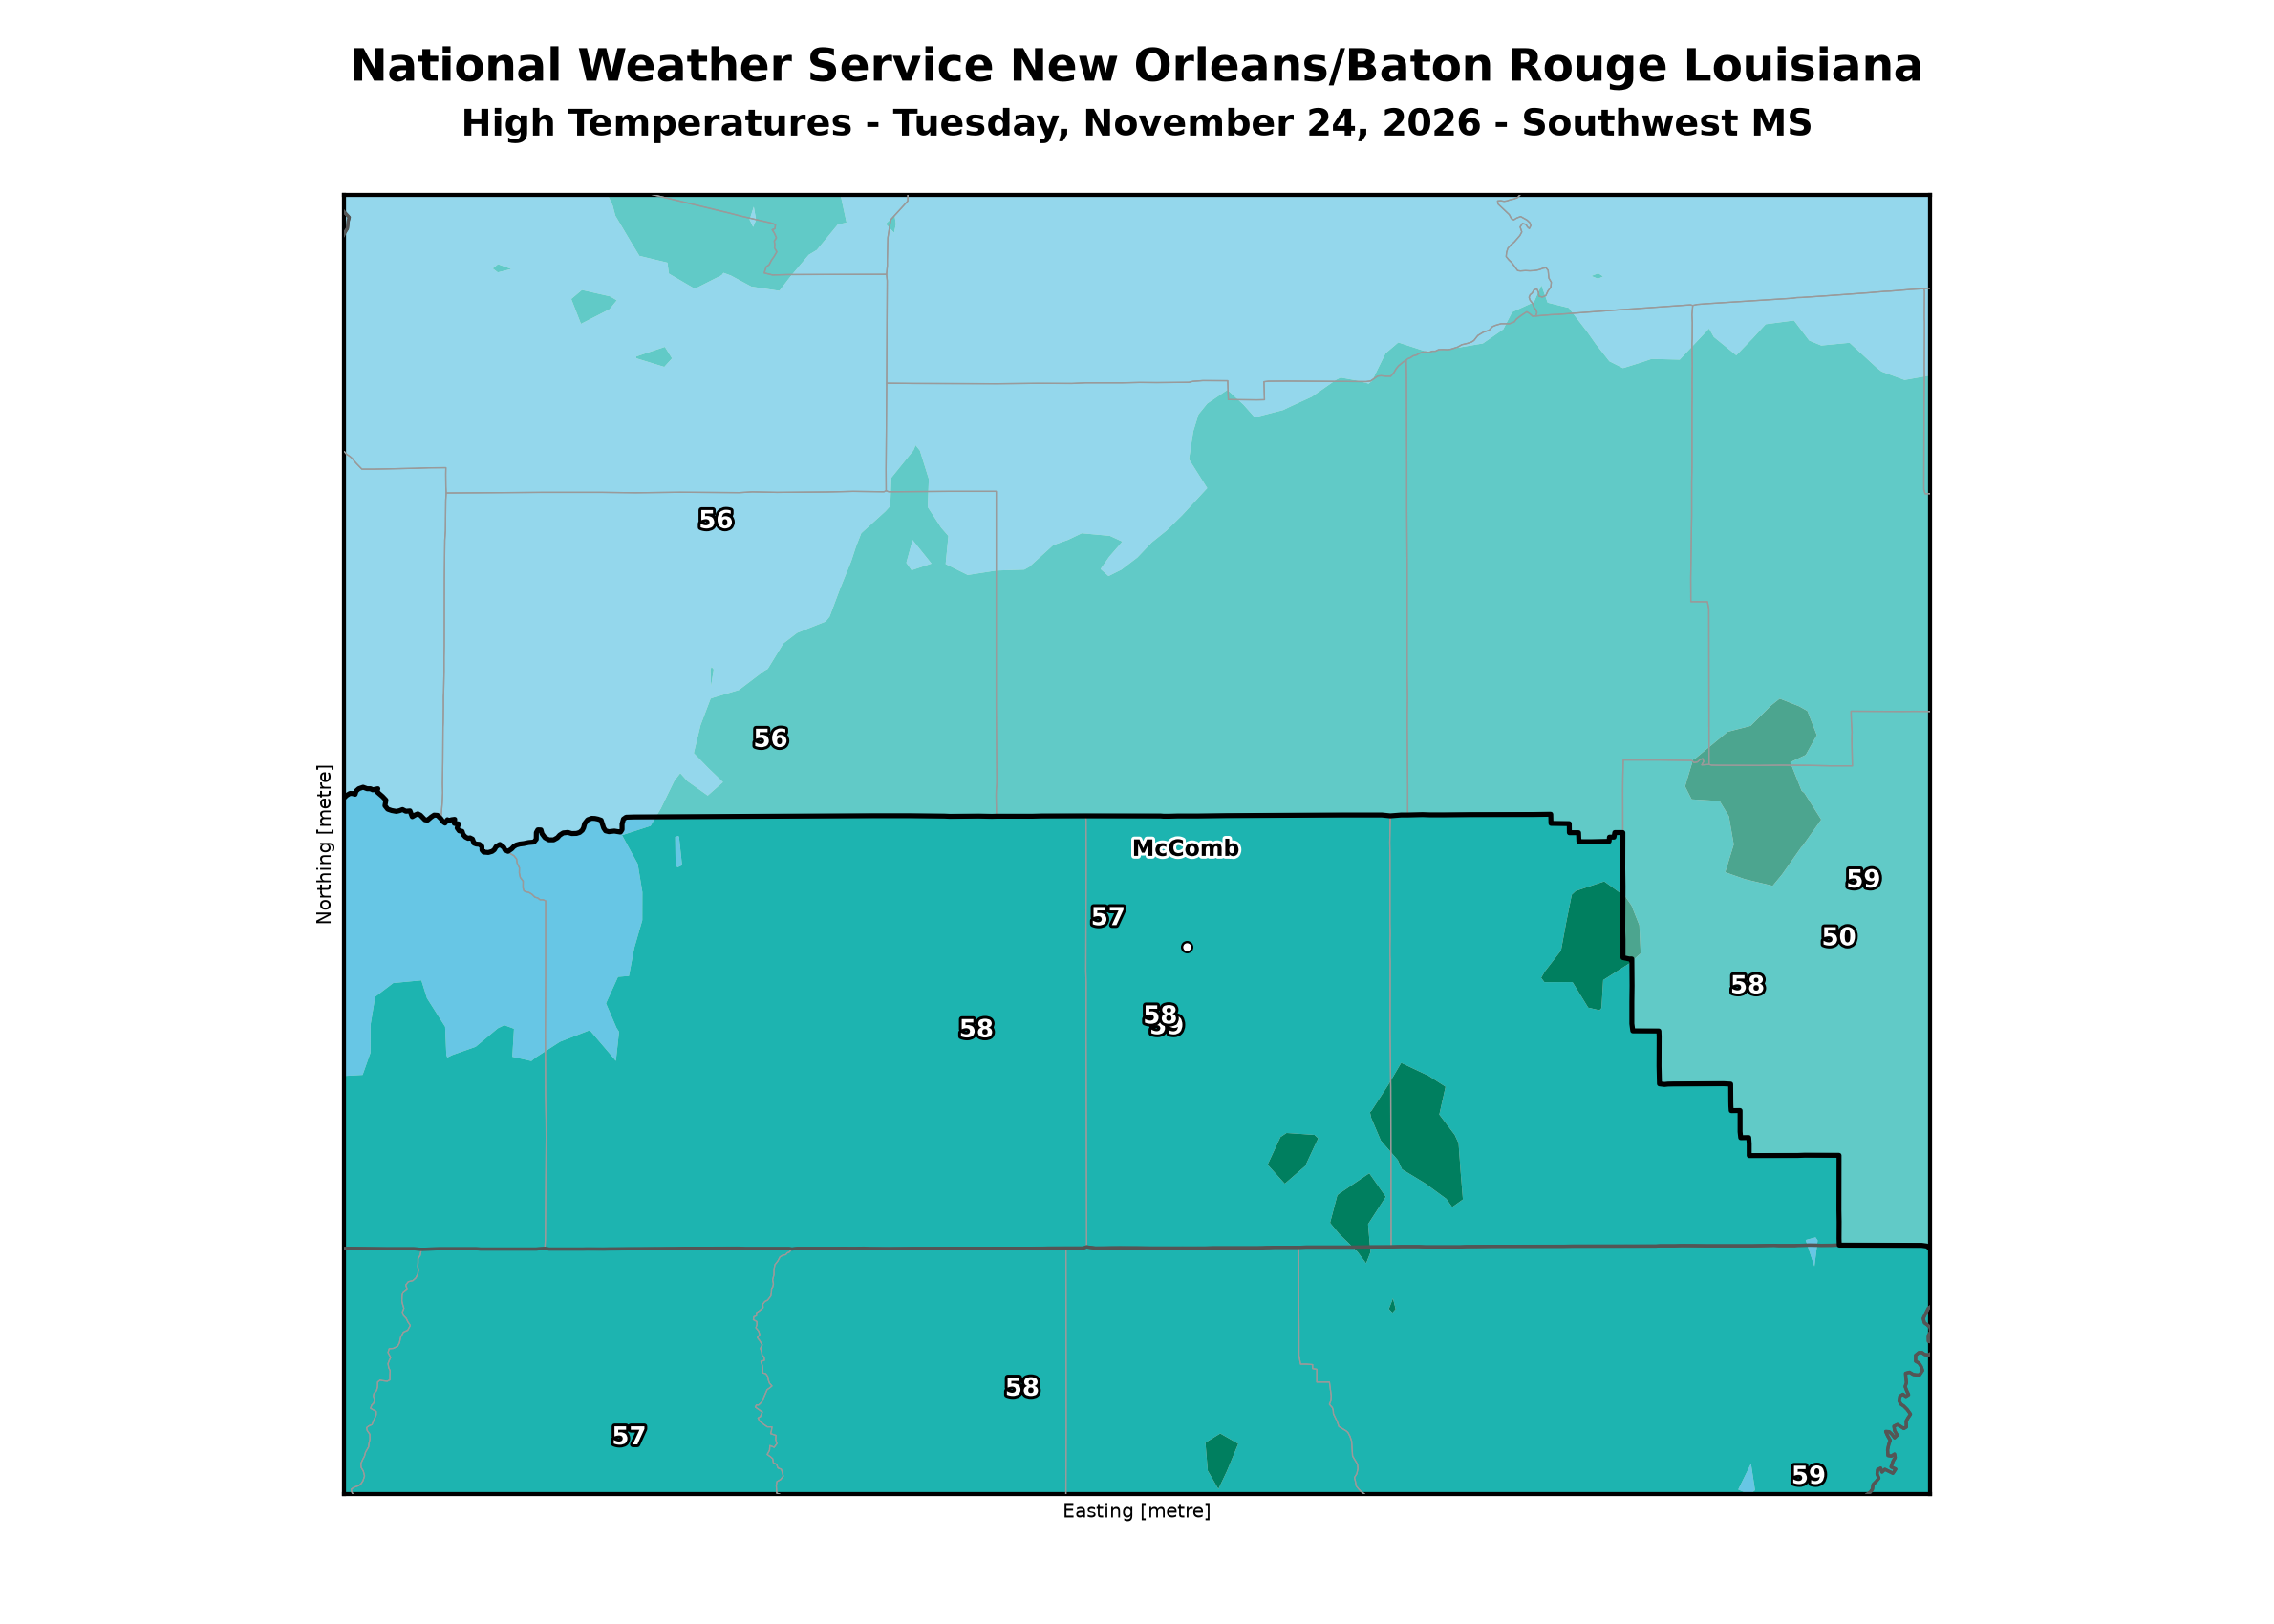 National Weather Service New Orleans/Baton Rouge Louisiana
High Temperatures - Tuesday, November 24, 2026 - Southwest MS
56
56
McComb
59
57
50
58
58
58
59
58
57
59
Northing [metre]
Easting [metre]